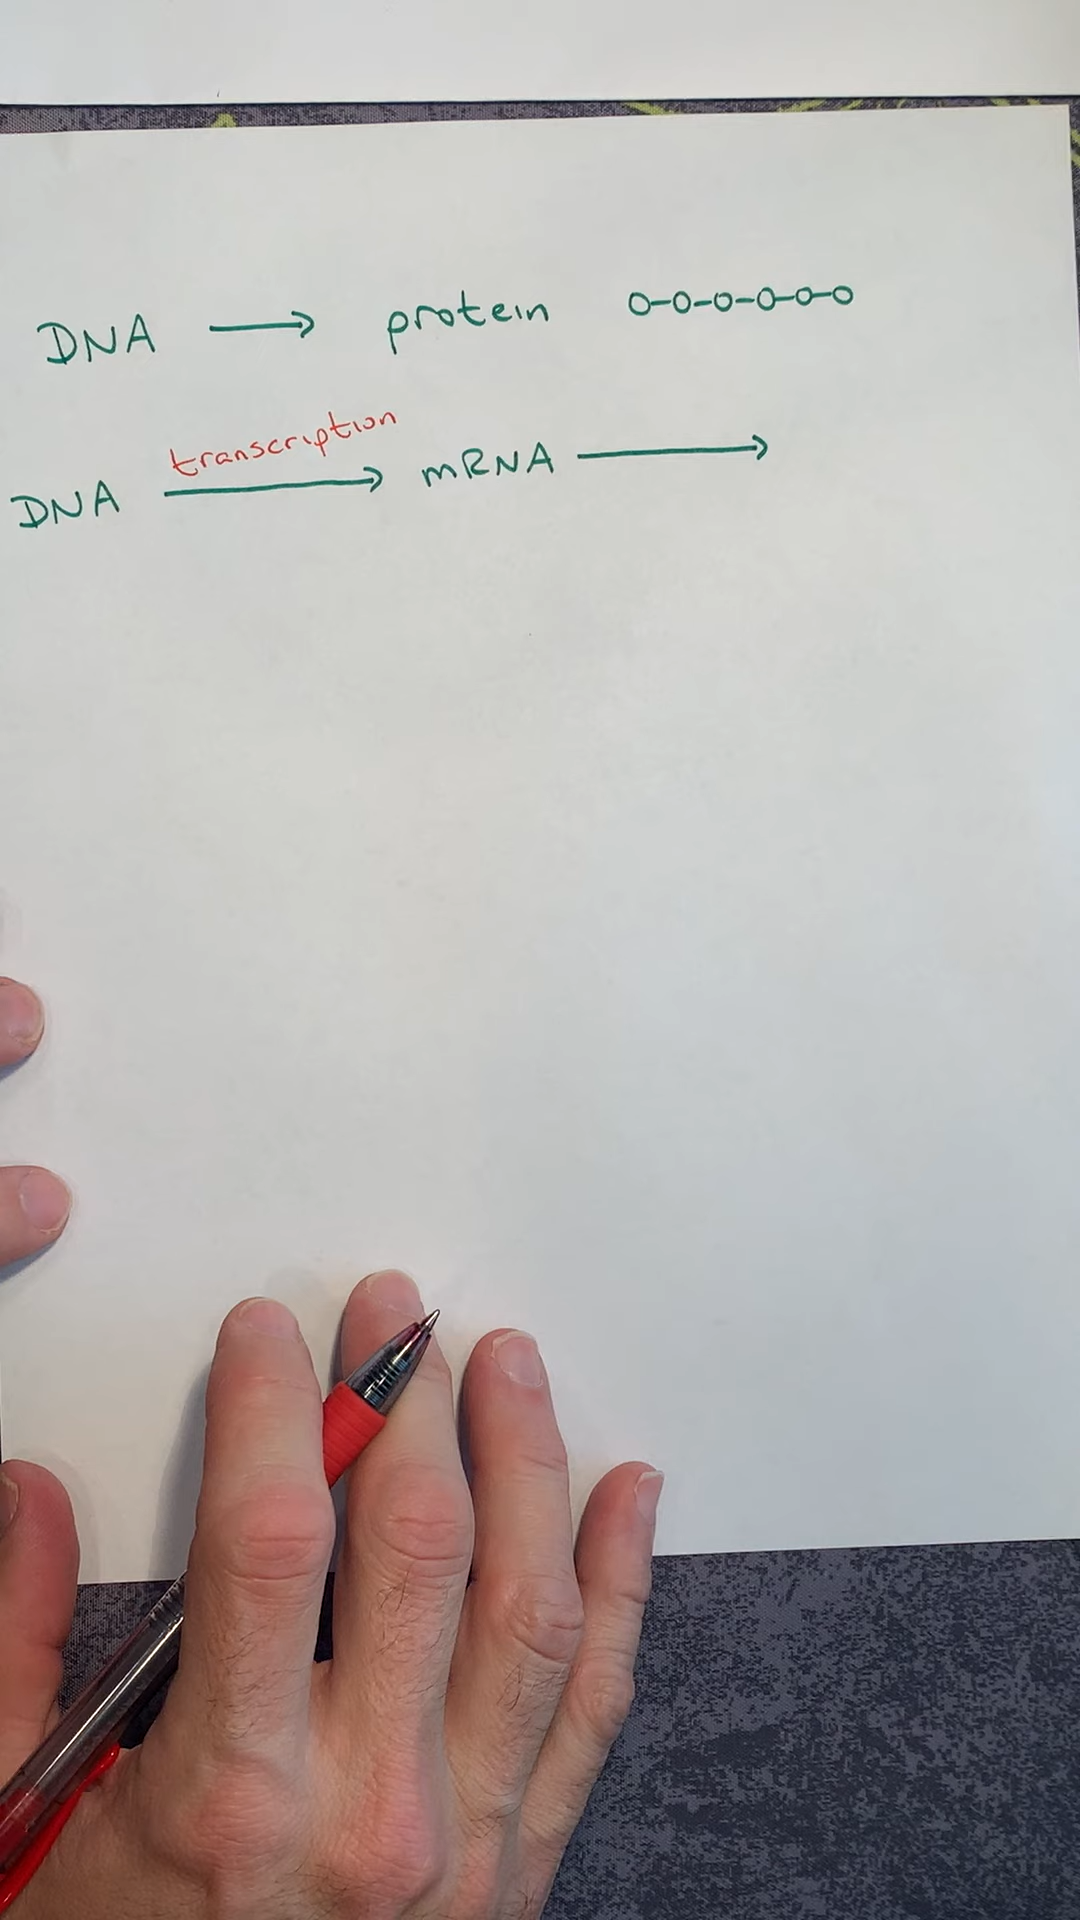 DNA → protein
transcription
DNA → mRNA →